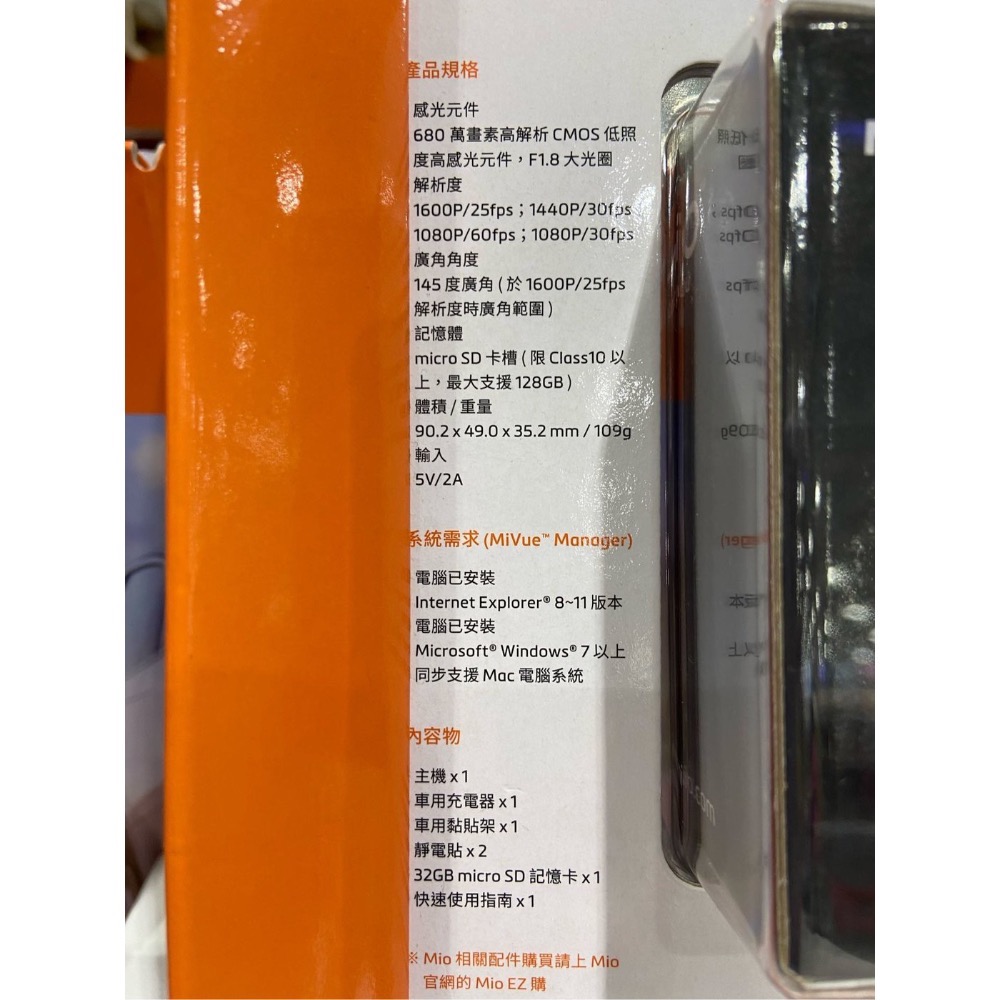 產品規格
感光元件
680 萬畫素高解析 CMOS 低照
度高感光元件，F1.8 大光圈
解析度
1600P/25fps；1440P/30fps
1080P/60fps；1080P/30fps
廣角角度
145 度廣角 ( 於 1600P/25fps
解析度時廣角範圍 )
記憶體
micro SD 卡槽 ( 限 Class10 以
上，最大支援 128GB )
體積 / 重量
90.2 x 49.0 x 35.2 mm / 109g
輸入
5V/2A
系統需求 (MiVue™ Manager)
電腦已安裝
Internet Explorer® 8~11 版本
電腦已安裝
Microsoft® Windows® 7 以上
同步支援 Mac 電腦系統
內容物
主機 x 1
車用充電器 x 1
車用黏貼架 x 1
靜電貼 x 2
32GB micro SD 記憶卡 x 1
快速使用指南 x 1
※ Mio 相關配件購買請上 Mio
官網的 Mio EZ 購